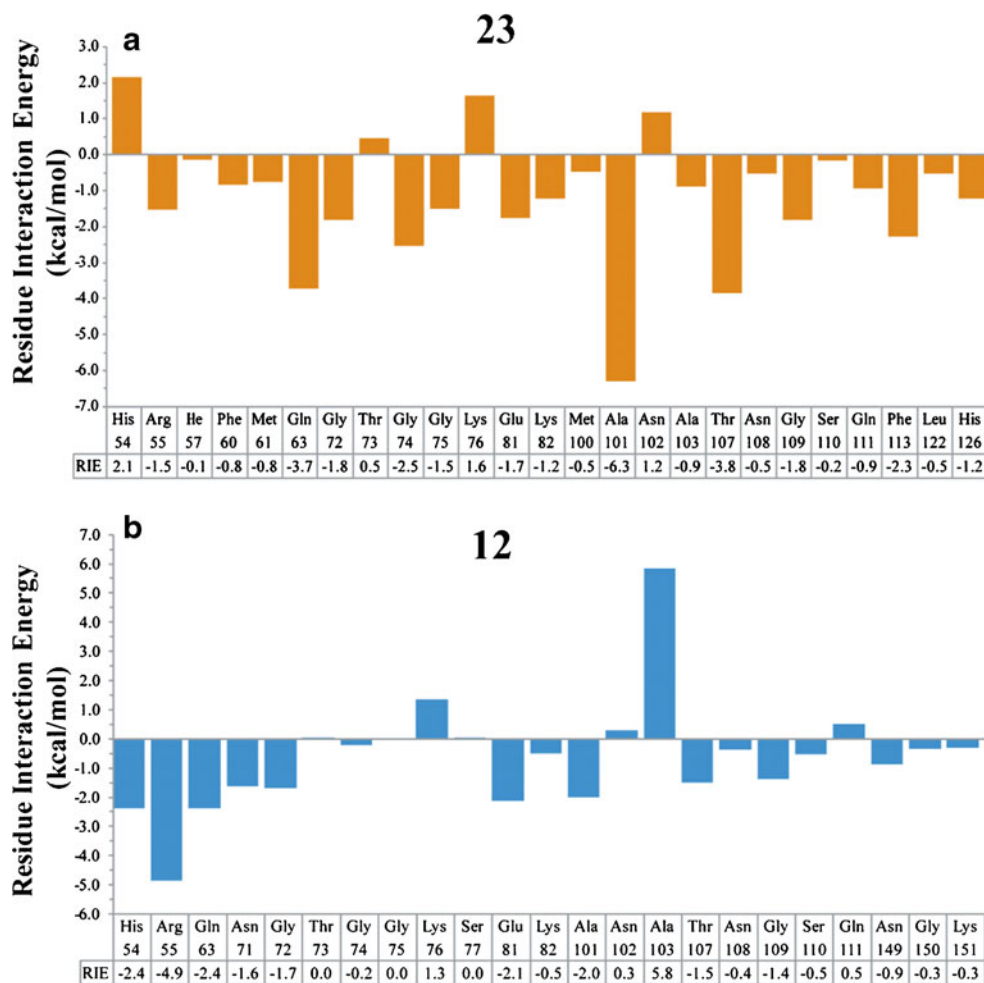 23
a
Residue Interaction Energy
(kcal/mol)
3.0
2.0
1.0
0.0
-1.0
-2.0
-3.0
-4.0
-5.0
-6.0
-7.0
His Arg Ile Phe Met Gln Gly Thr Gly Gly Lys Glu Lys Met Ala Asn Ala Thr Asn Gly Ser Gln Phe Leu His
54 55 57 60 61 63 72 73 74 75 76 81 82 100 101 102 103 107 108 109 110 111 113 122 126
RIE 2.1 -1.5 -0.1 -0.8 -0.8 -3.7 -1.8 0.5 -2.5 -1.5 1.6 -1.7 -1.2 -0.5 -6.3 1.2 -0.9 -3.8 -0.5 -1.8 -0.2 -0.9 -2.3 -0.5 -1.2
12
b
Residue Interaction Energy
(kcal/mol)
7.0
6.0
5.0
4.0
3.0
2.0
1.0
0.0
-1.0
-2.0
-3.0
-4.0
-5.0
-6.0
His Arg Gln Asn Gly Thr Gly Gly Lys Ser Glu Lys Ala Asn Ala Thr Asn Gly Ser Gln Asn Gly Lys
54 55 63 71 72 73 74 75 76 77 81 82 101 102 103 107 108 109 110 111 149 150 151
RIE -2.4 -4.9 -2.4 -1.6 -1.7 0.0 -0.2 0.0 1.3 0.0 -2.1 -0.5 -2.0 0.3 5.8 -1.5 -0.4 -1.4 -0.5 0.5 -0.9 -0.3 -0.3